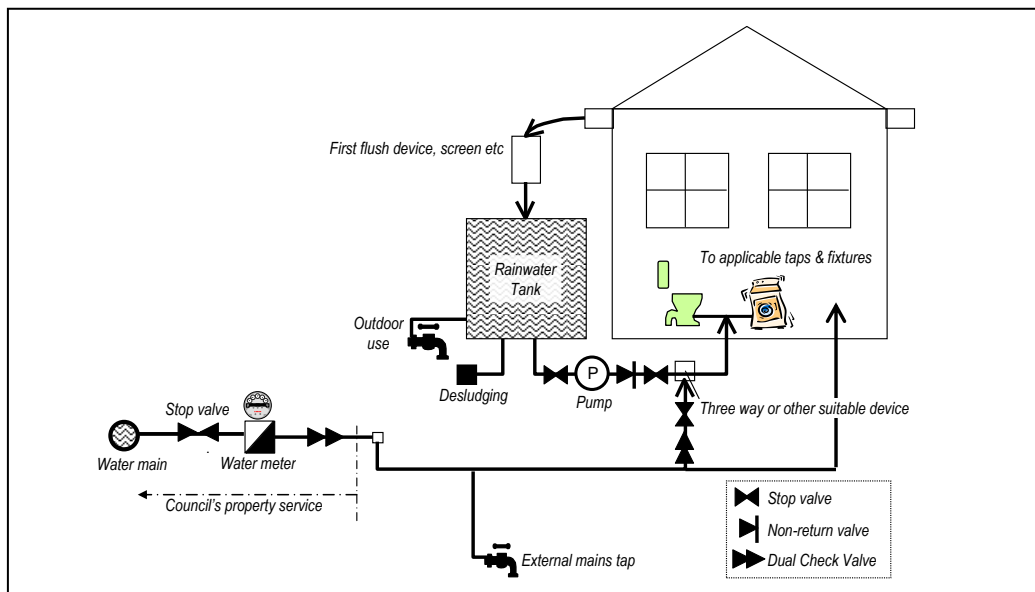 First flush device, screen etc
Rainwater
Tank
To applicable taps & fixtures
Outdoor
use
Desludging
P
Pump
Three way or other suitable device
Stop valve
Water main
Water meter
Council's property service
External mains tap
Stop valve
Non-return valve
Dual Check Valve